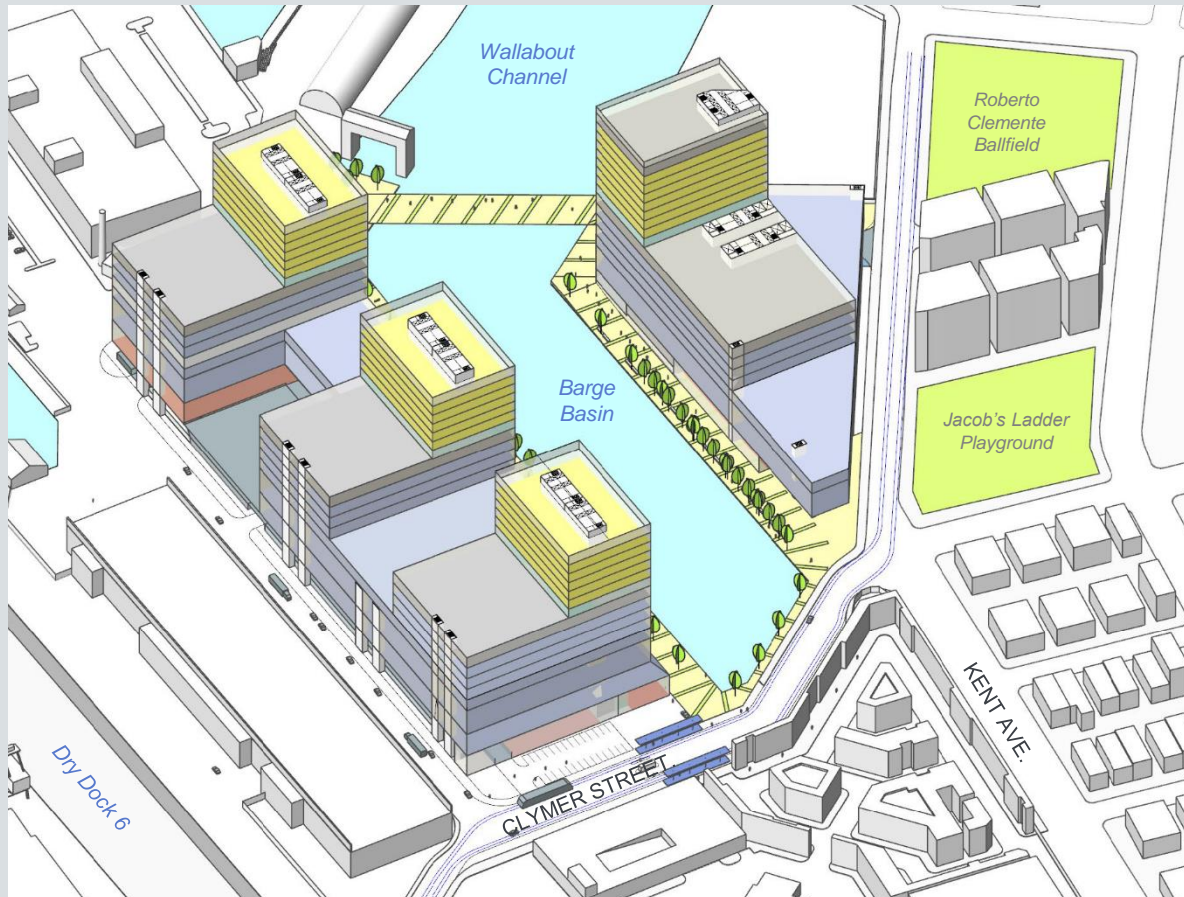 Wallabout
Channel
Roberto
Clemente
Ballfield
Barge
Basin
Jacob's Ladder
Playground
KENT AVE.
CLYMER STREET.
Dry Dock 6